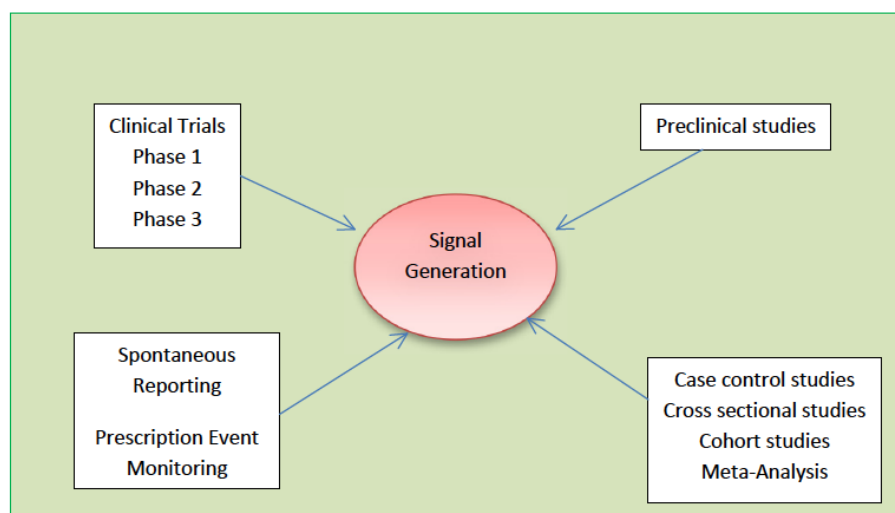 Clinical Trials
Phase 1
Phase 2
Phase 3
Preclinical studies
Signal
Generation
Spontaneous
Reporting
Prescription Event
Monitoring
Case control studies
Cross sectional studies
Cohort studies
Meta-Analysis